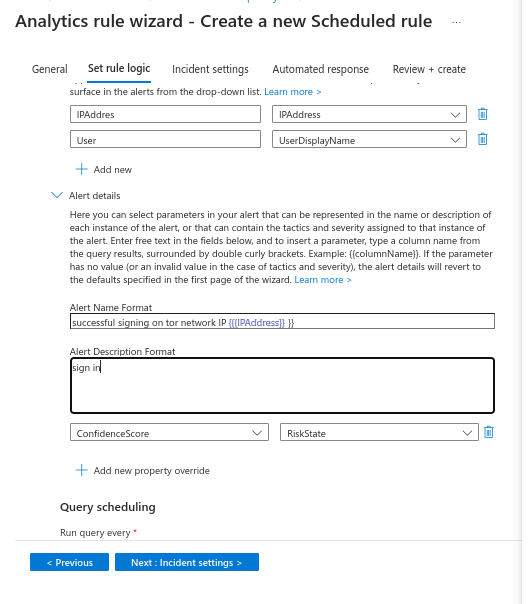 Analytics rule wizard - Create a new Scheduled rule ...
General Set rule logic Incident settings Automated response Review + create
surface in the alerts from the drop-down list. Learn more >
IPAddres IPAddress
User UserDisplayName
+ Add new
Alert details
Here you can select parameters in your alert that can be represented in the name or description of
each instance of the alert, or that can contain the tactics and severity assigned to that instance of
the alert. Enter free text in the fields below, and to insert a parameter, type a column name from
the query results, surrounded by double curly brackets. Example: {{columnName}}. If the parameter
has no value (or an invalid value in the case of tactics and severity), the alert details will revert to
the defaults specified in the first page of the wizard. Learn more >
Alert Name Format
successful signing on tor network IP {{{IPAddress}} }}
Alert Description Format
sign in
ConfidenceScore RiskState
+ Add new property override
Query scheduling
Run query every *
< Previous Next : Incident settings >